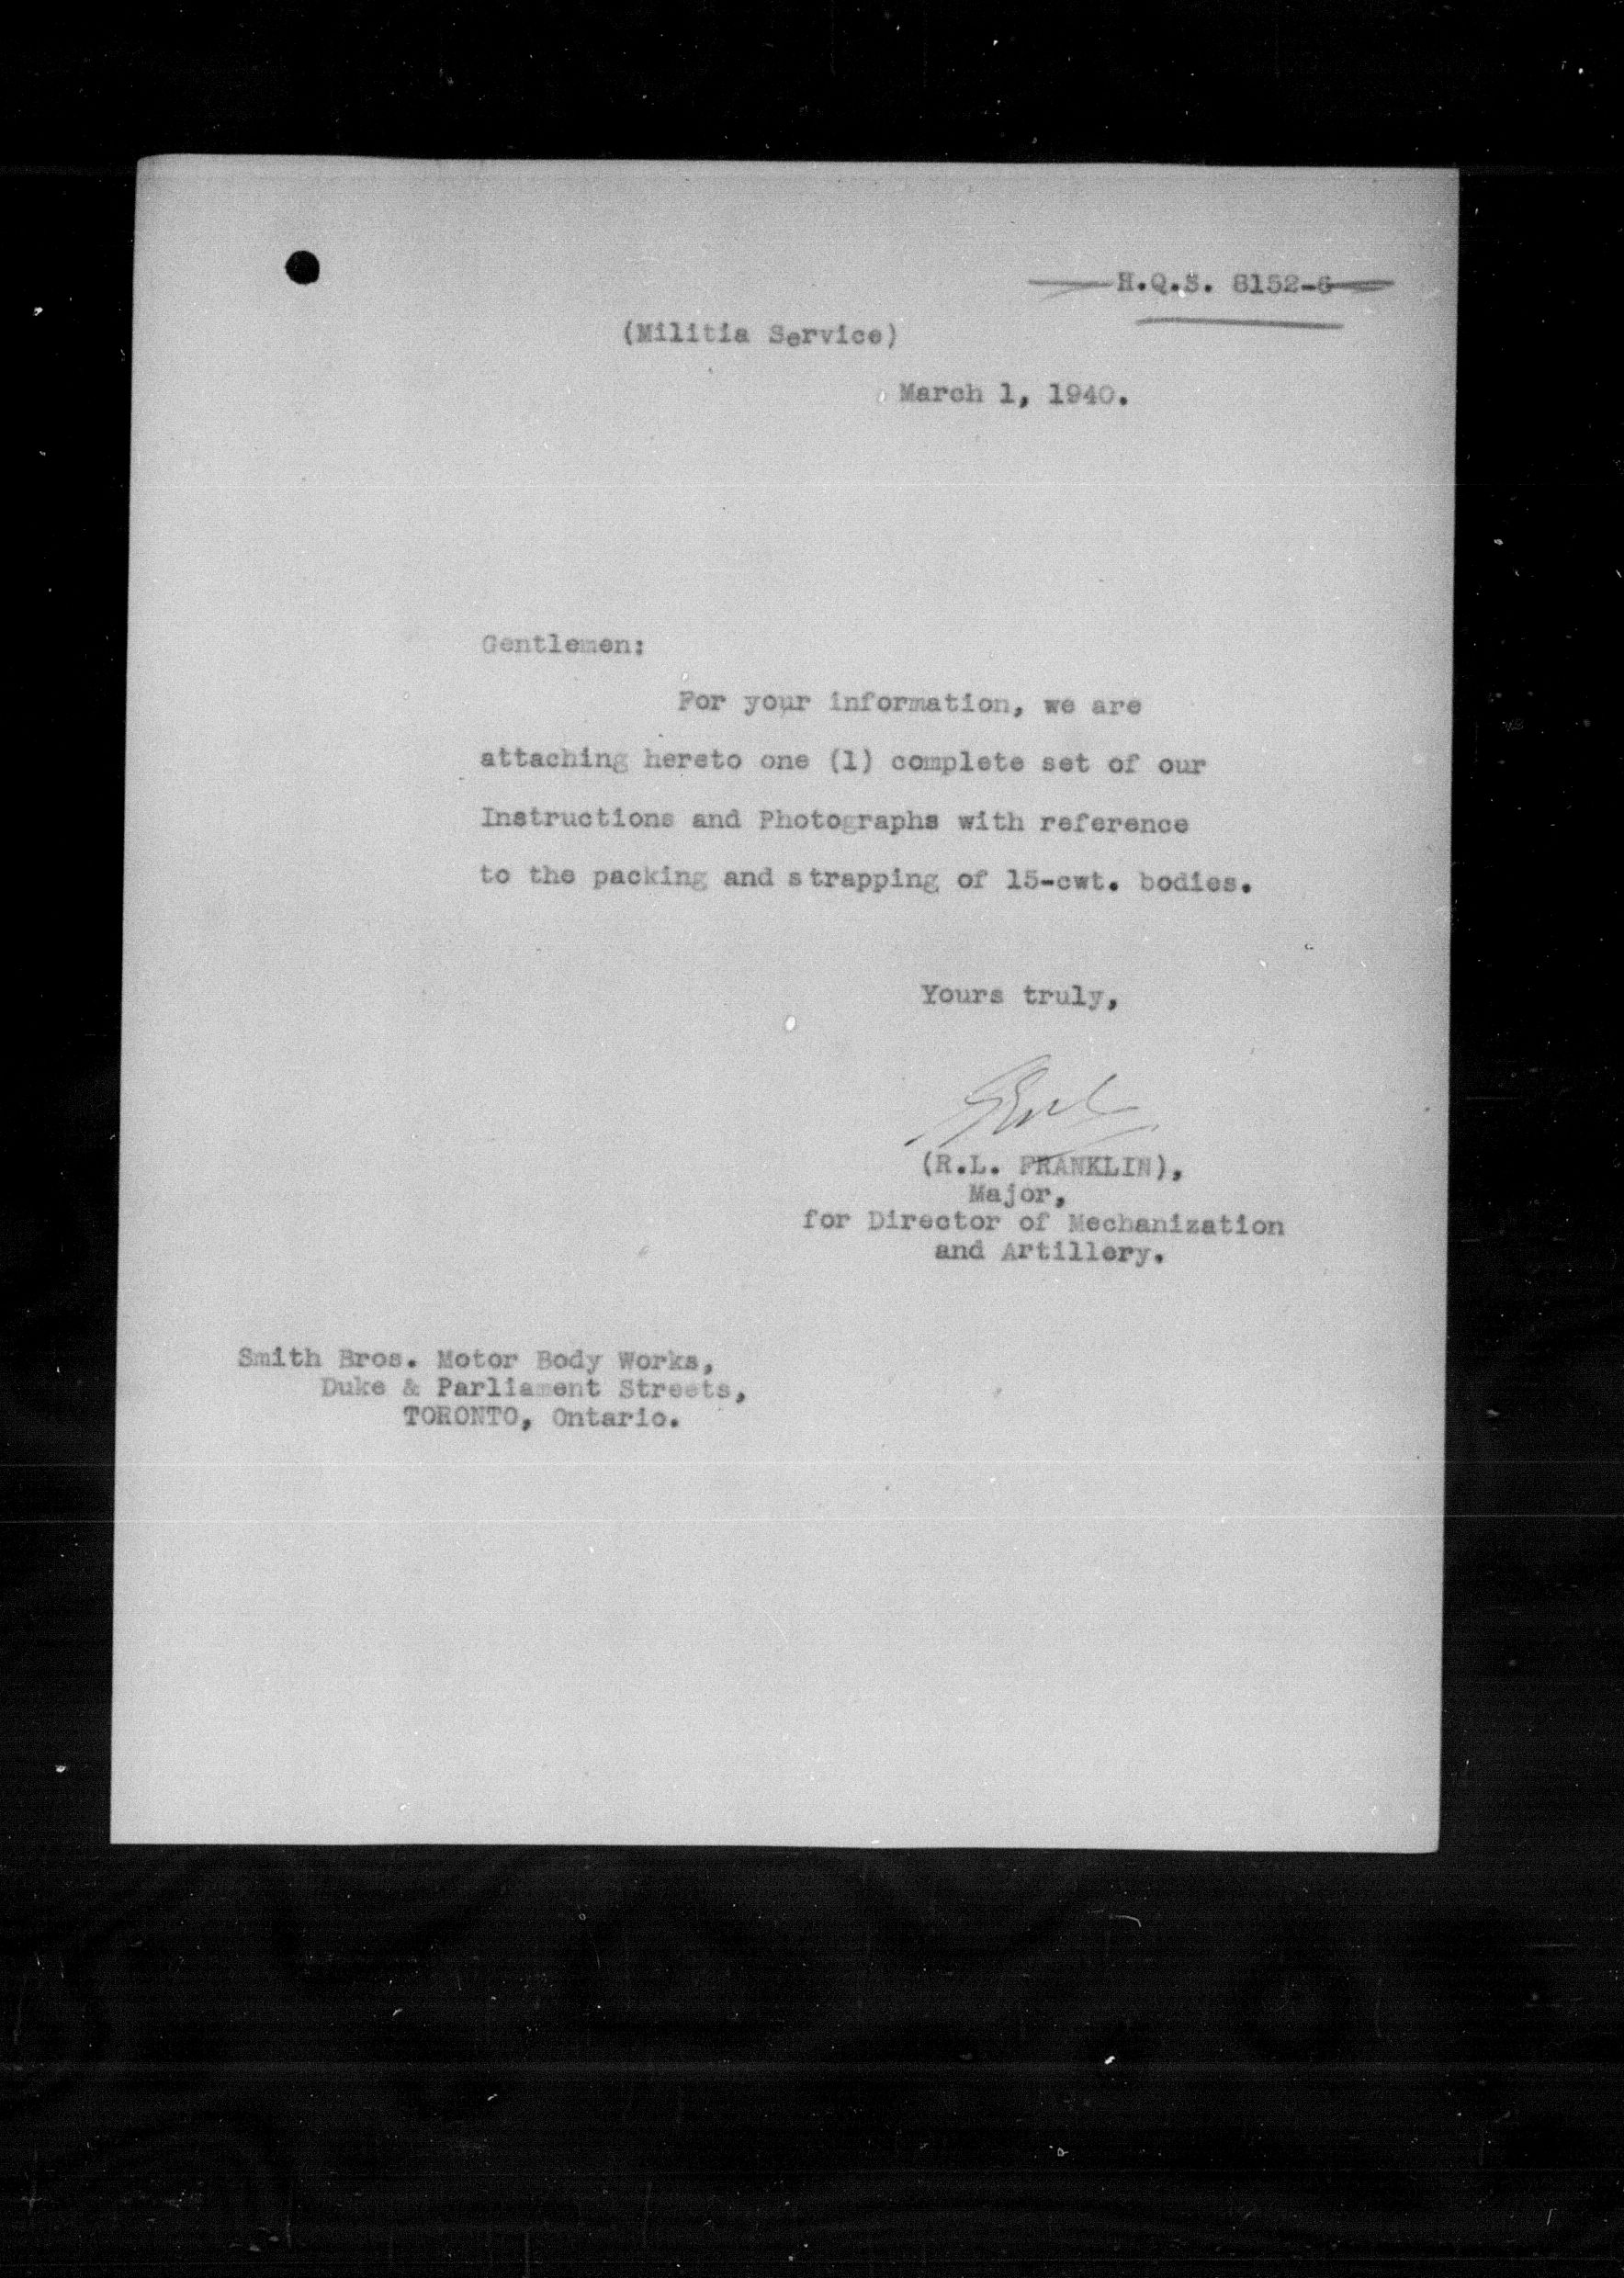 H.Q.S. 8152-6
(Militia Service)
March 1, 1940.
Gentlemen:
For your information, we are
attaching hereto one (1) complete set of our
Instructions and Photographs with reference
to the packing and strapping of 15-cwt. bodies.
Yours truly,
(R.L. FRANKLIN),
Major,
for Director of Mechanization
and Artillery.
Smith Bros. Motor Body Works,
Duke & Parliament Streets,
TORONTO, Ontario.